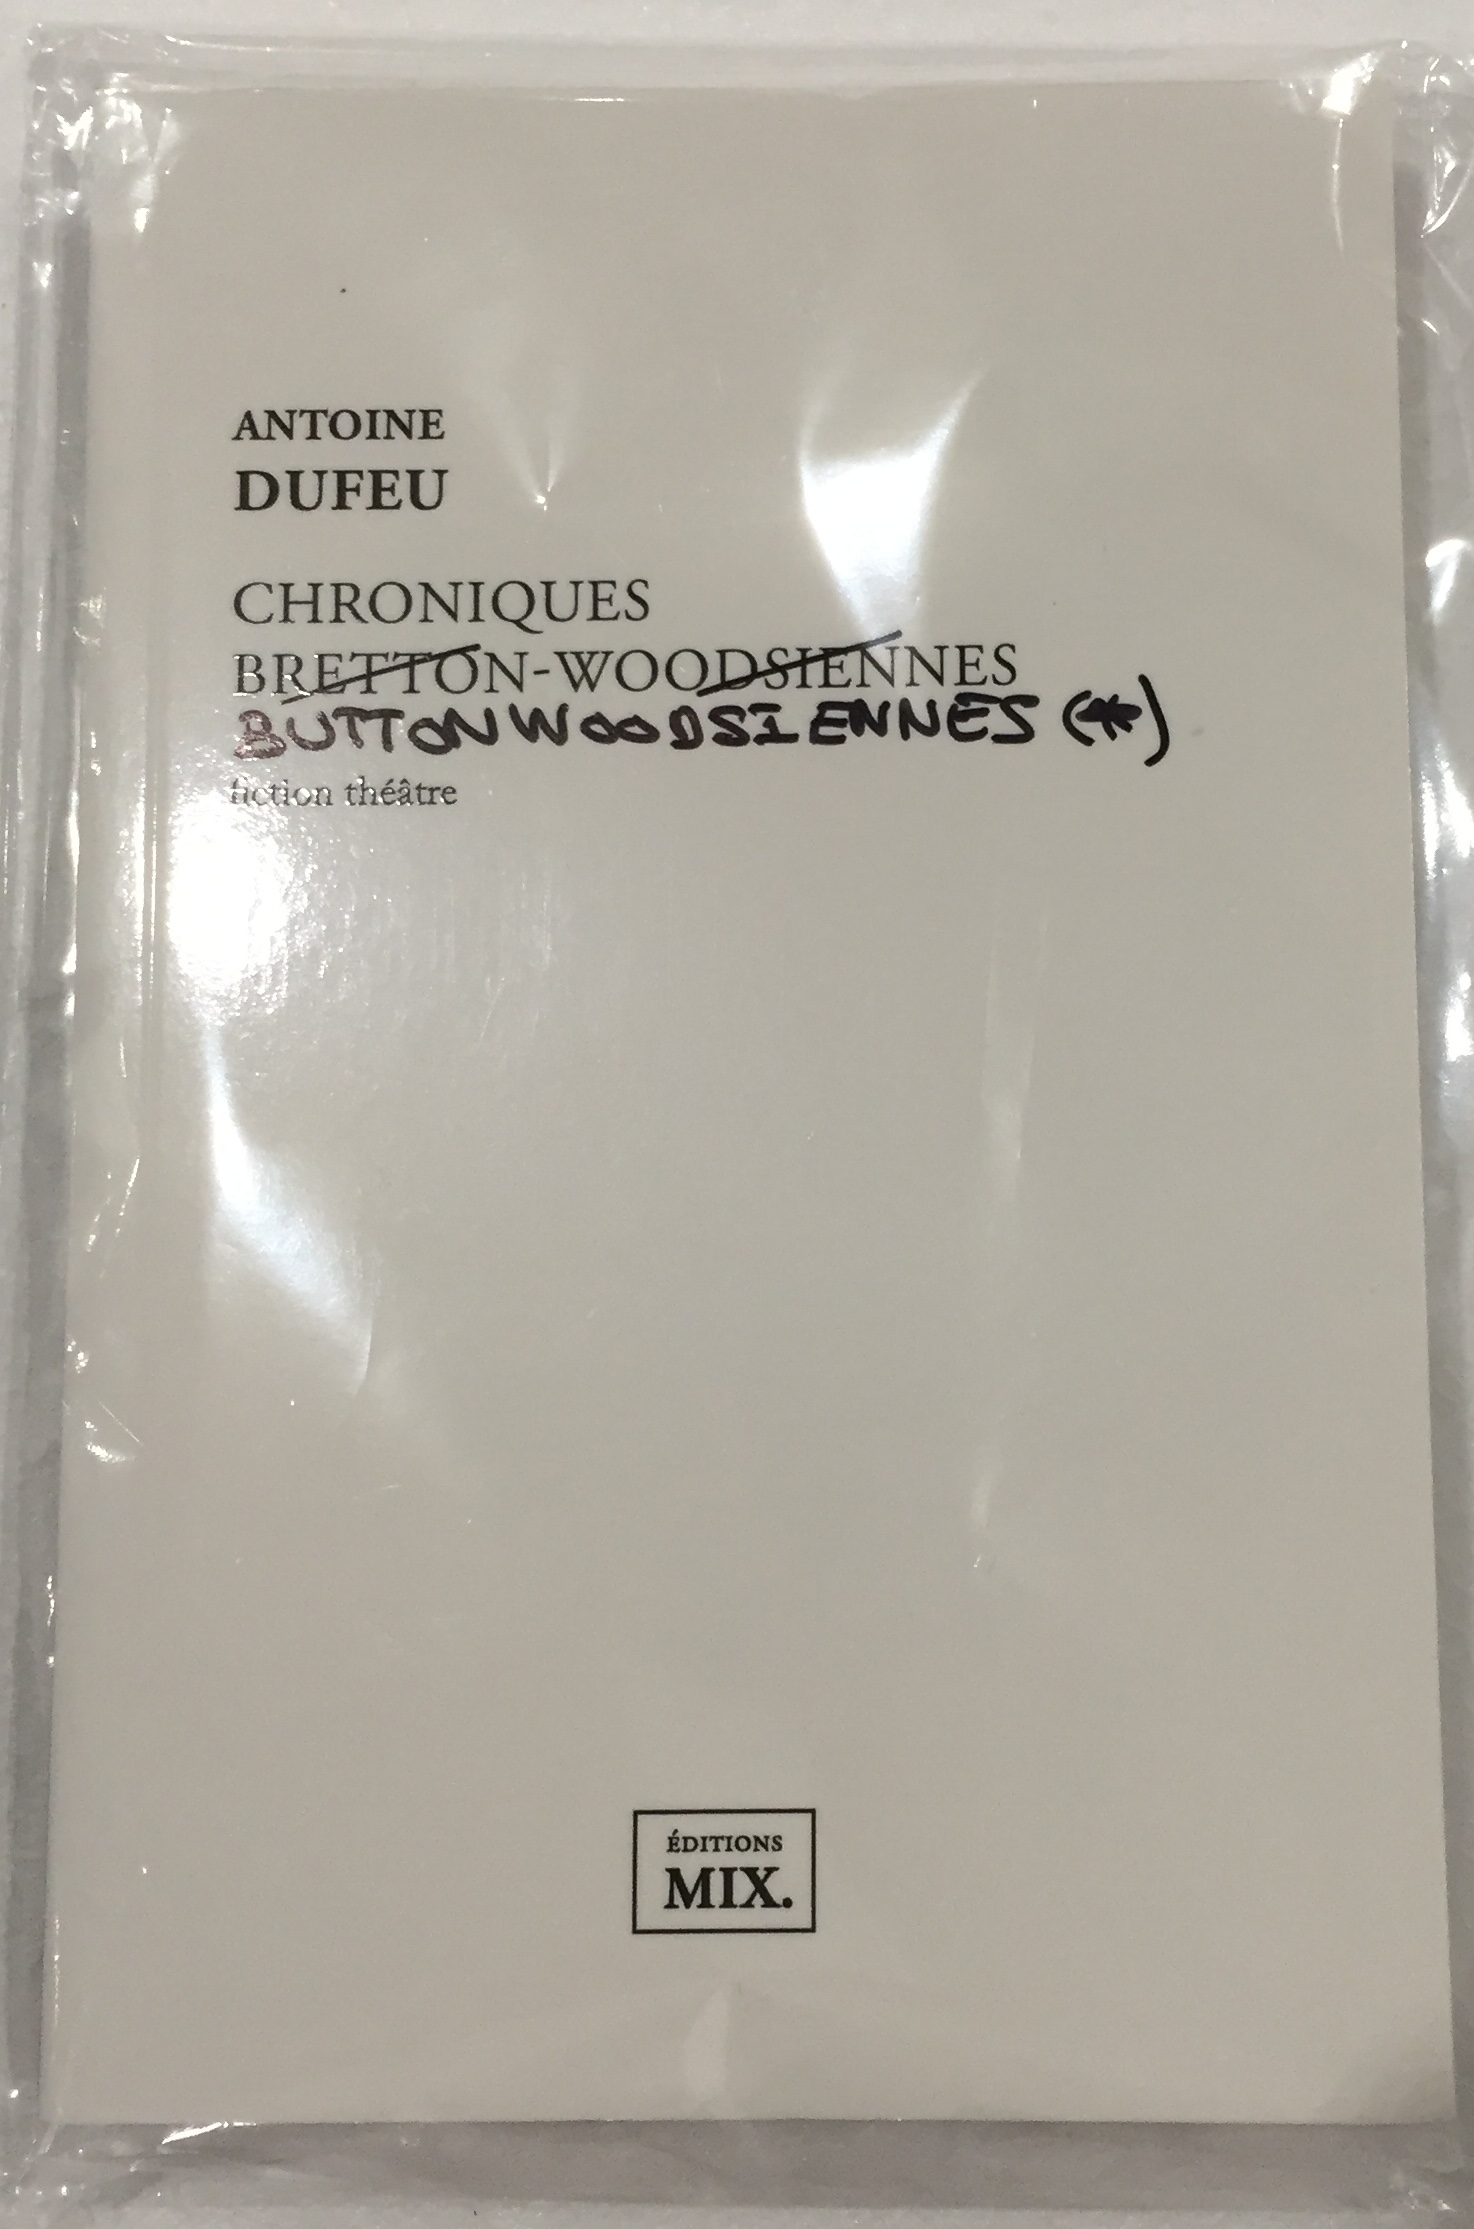 ANTOINE
DUFEU
CHRONIQUES
BRETTON-WOODSIENNES
BUTTONWOODSIENNES (*)
fiction théâtre
ÉDITIONS
MIX.